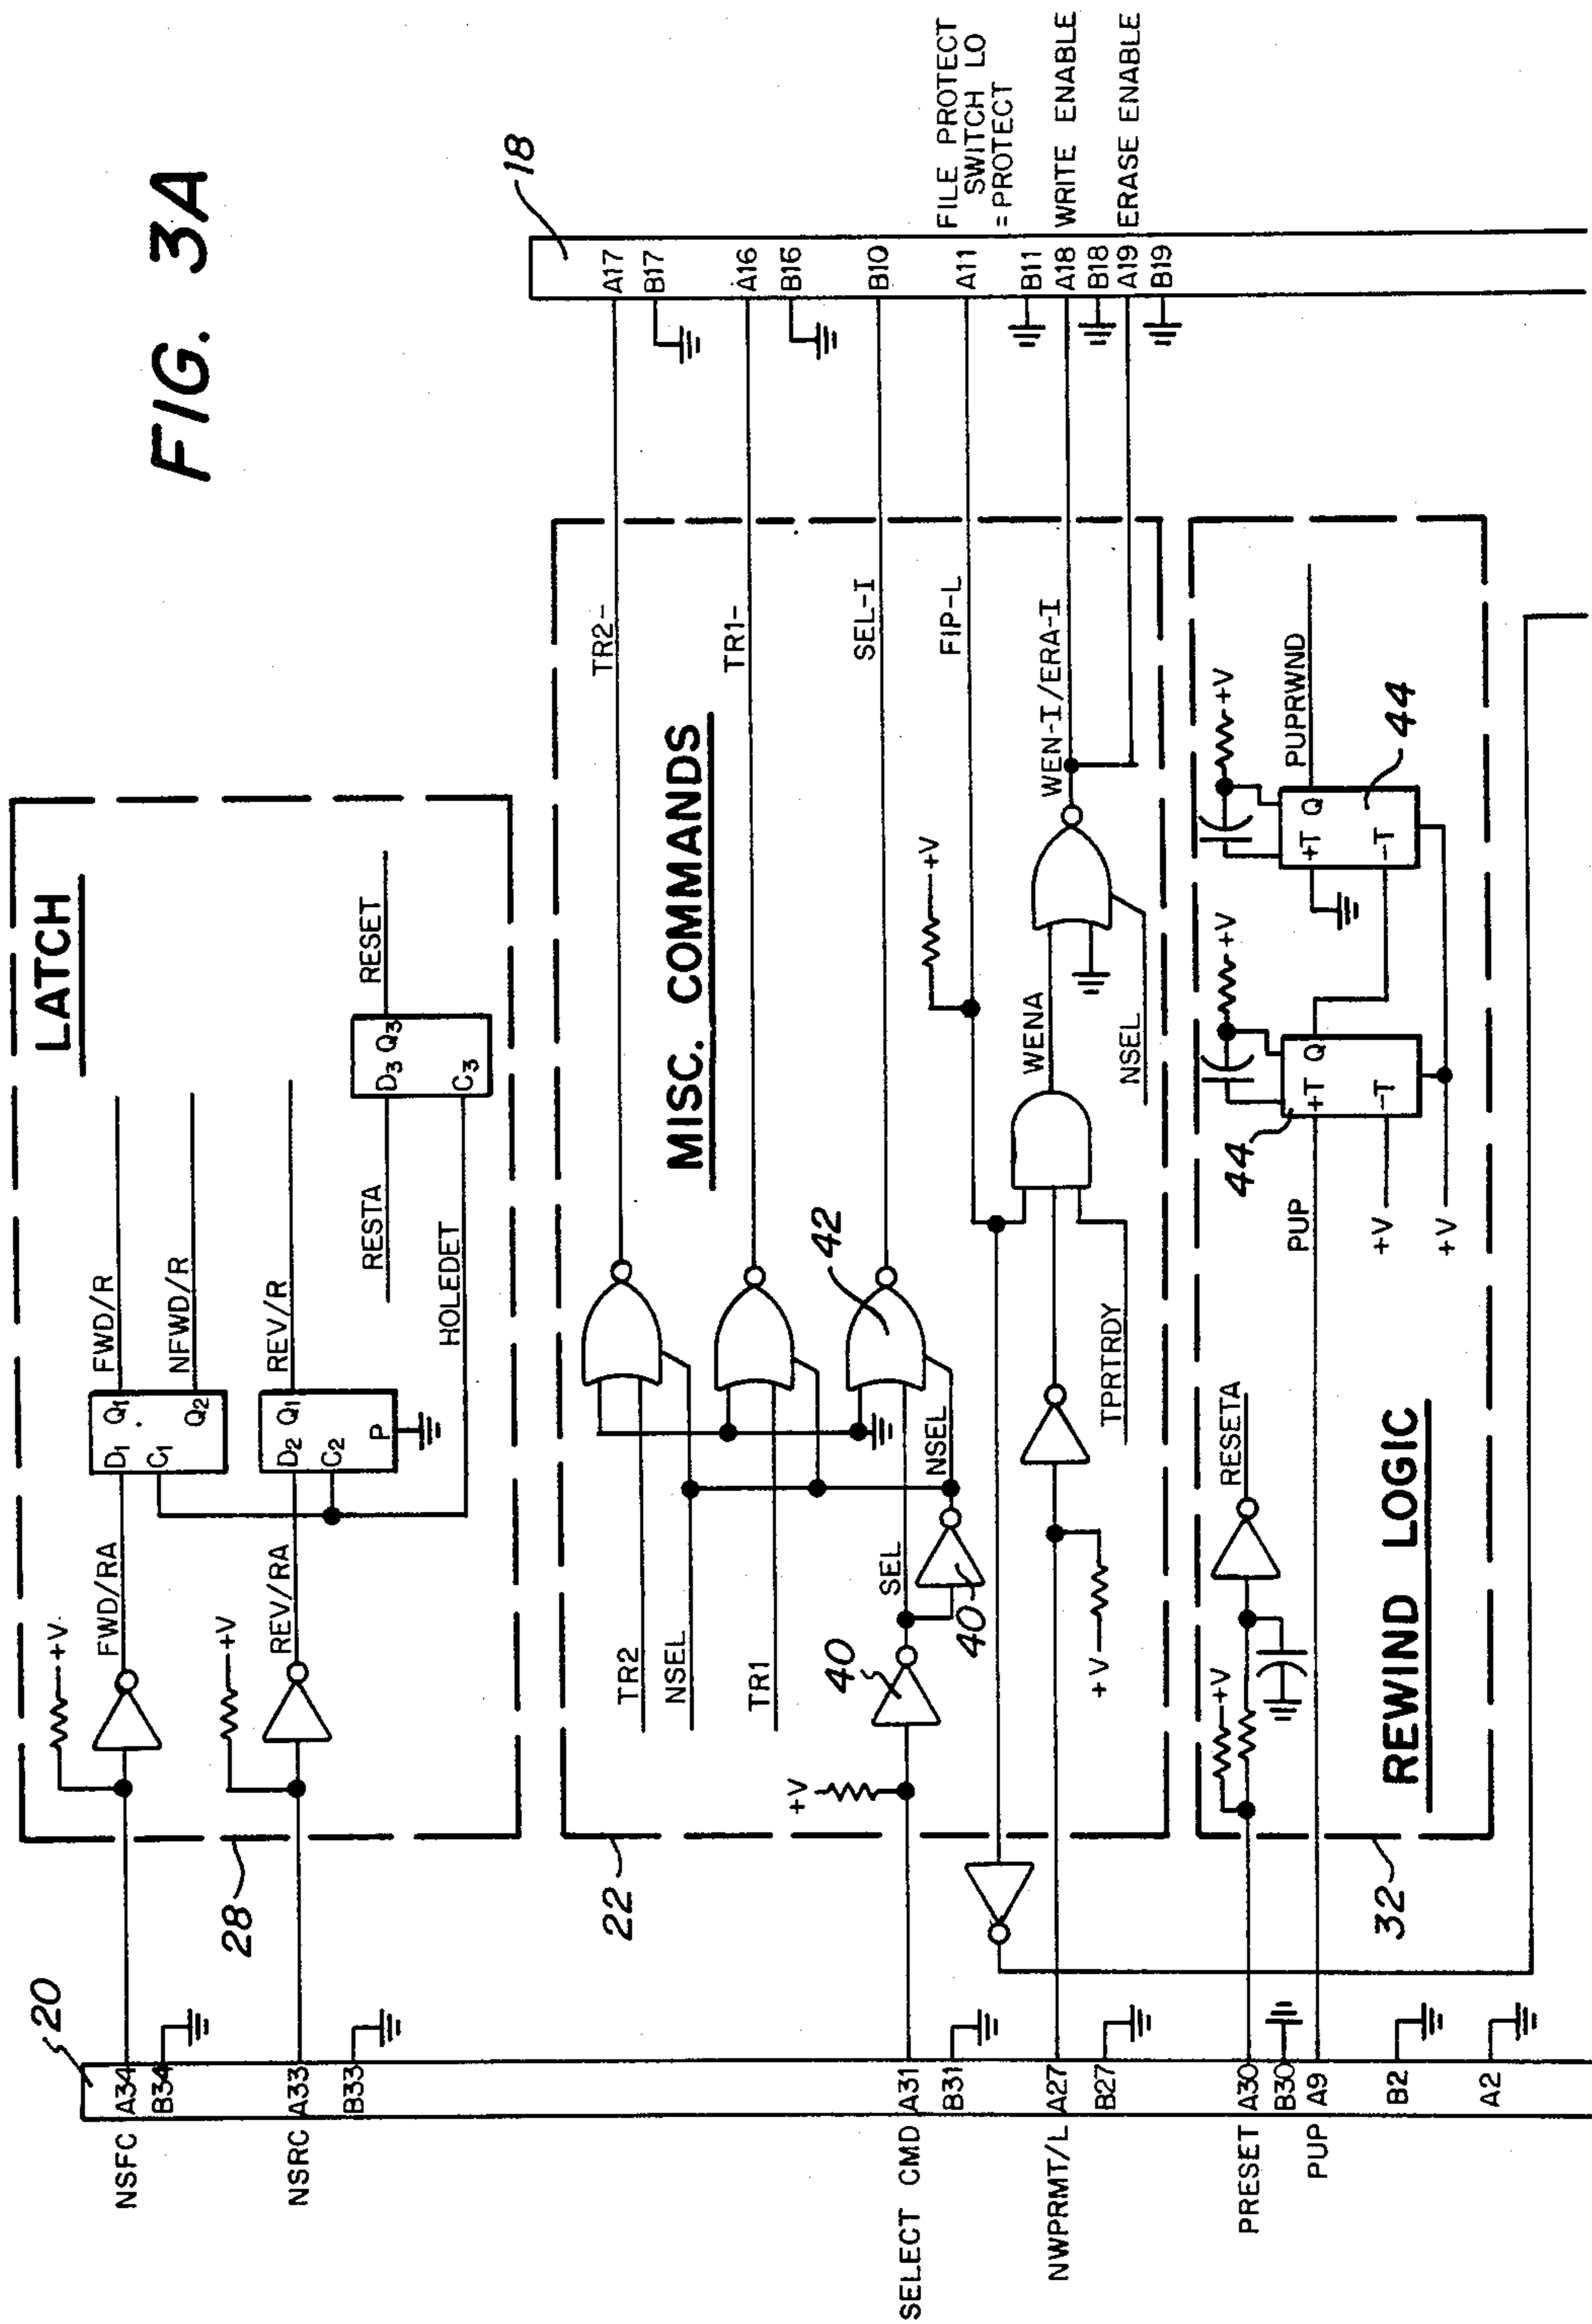 FIG. 3A
20
NSFC
A34
B34
NSRC
A33
B33
SELECT CMD
A31
B31
NWPRMT/L
A27
B27
PRESET
A30
B30
PUP
A9
B2
A2
28
LATCH
+V
FWD/RA
D1 Q1
C1
Q2
FWD/R
NFWD/R
+V
REV/RA
D2 Q1
C2
P
REV/R
RESTA
HOLEDET
D3 Q3
C3
RESET
22
MISC. COMMANDS
TR2
NSEL
TR1
+V
40
SEL
40
NSEL
42
TR2-
TR1-
SEL-I
FIP-L
+V
+V
TPRTRDY
WENA
NSEL
WEN-I/ERA-I
32
REWIND LOGIC
+V
RESETA
PUP
+V
+V
44
+T Q
-T
+V
+T Q
-T
+V
44
PUPRWND
18
A17
B17
A16
B16
B10
A11
B11
A18
B18
A19
B19
FILE PROTECT
SWITCH LO
= PROTECT
WRITE ENABLE
ERASE ENABLE